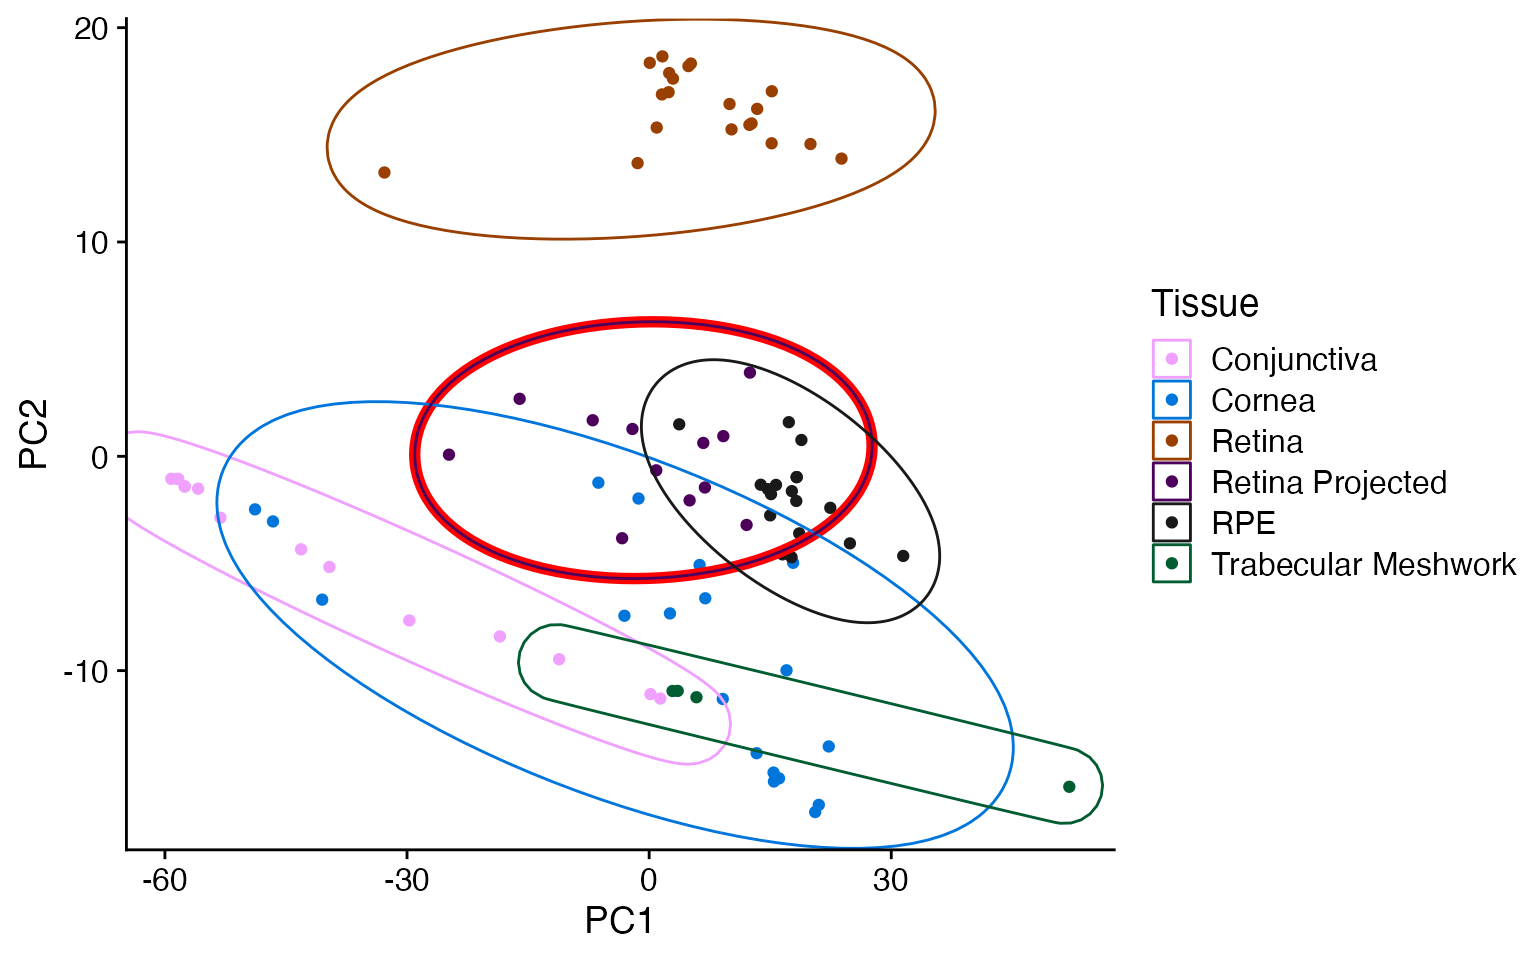 20
10
0
-10
PC2
-60
-30
0
30
PC1
Tissue
Conjunctiva
Cornea
Retina
Retina Projected
RPE
Trabecular Meshwork